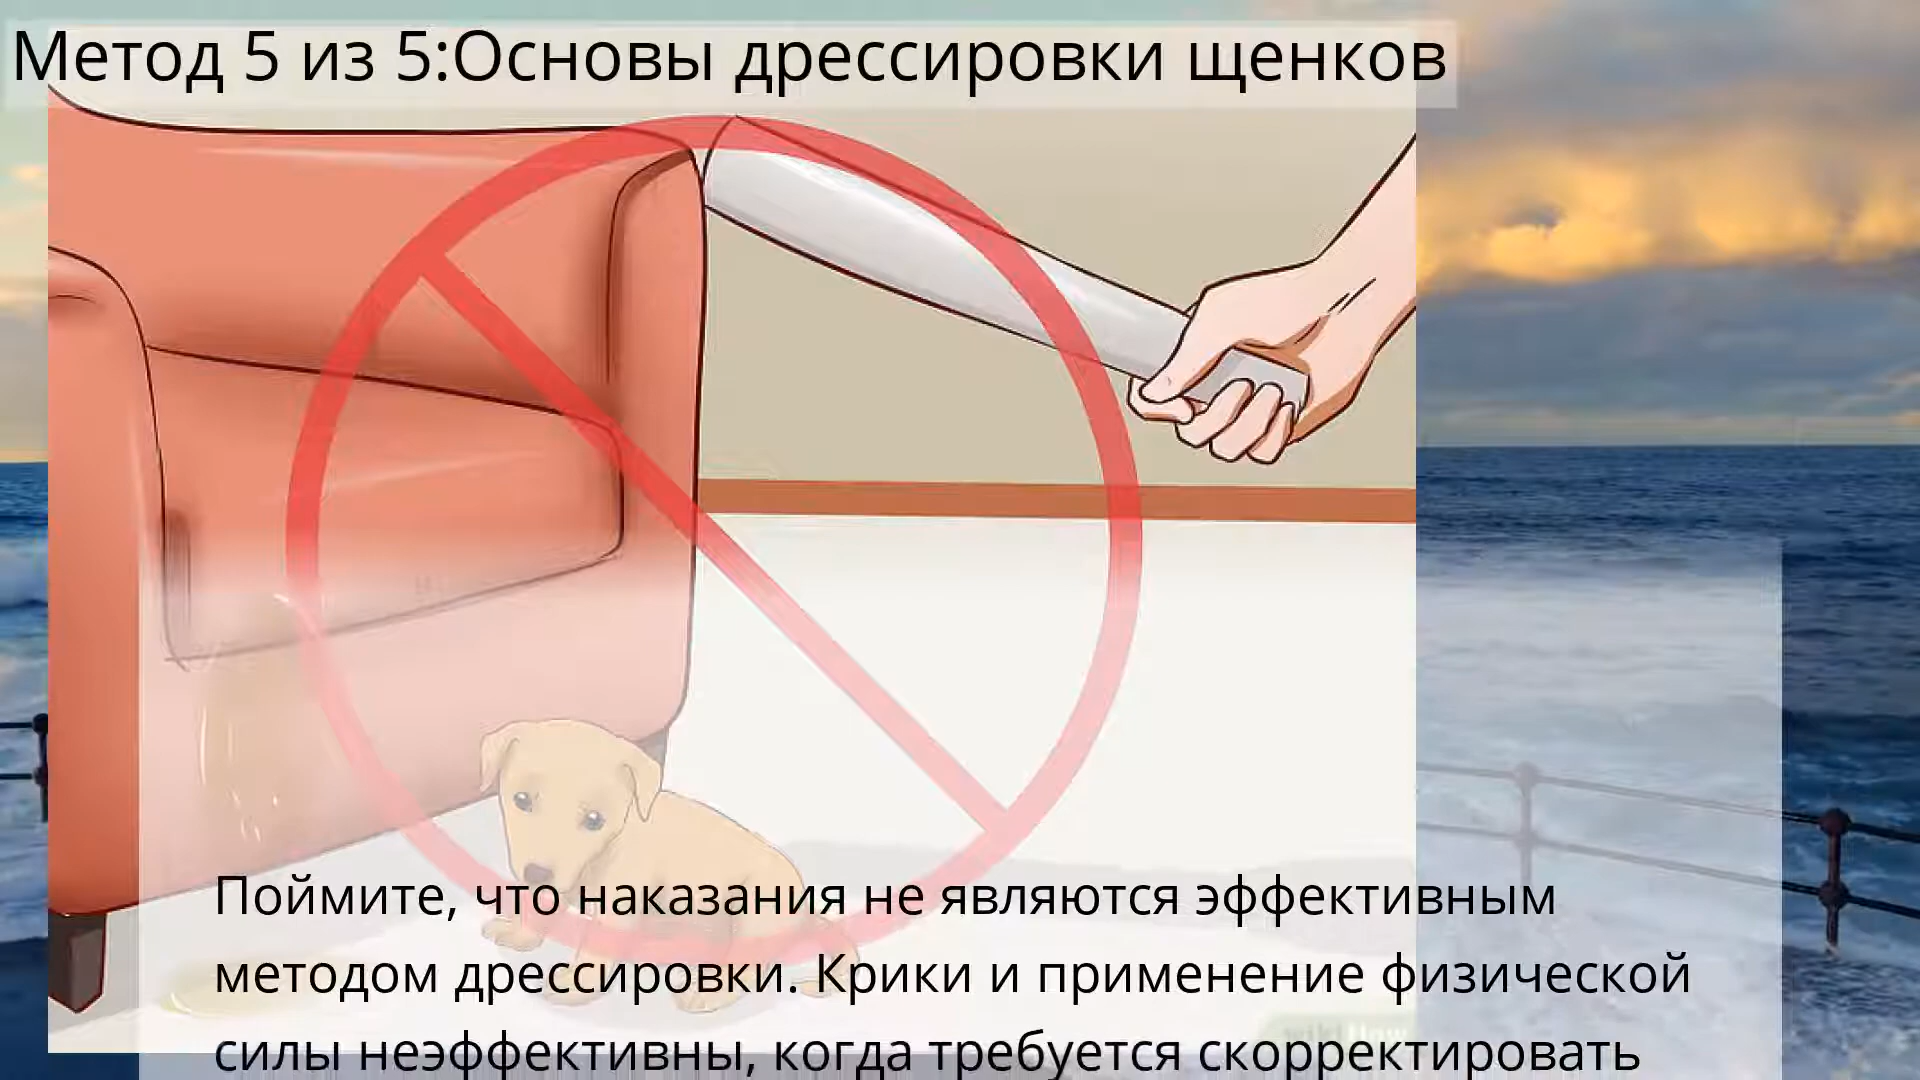 Метод 5 из 5:Основы дрессировки щенков
Поймите, что наказания не являются эффективным
методом дрессировки. Крики и применение физической
силы неэффективны, когда требуется скорректировать
wikiHow